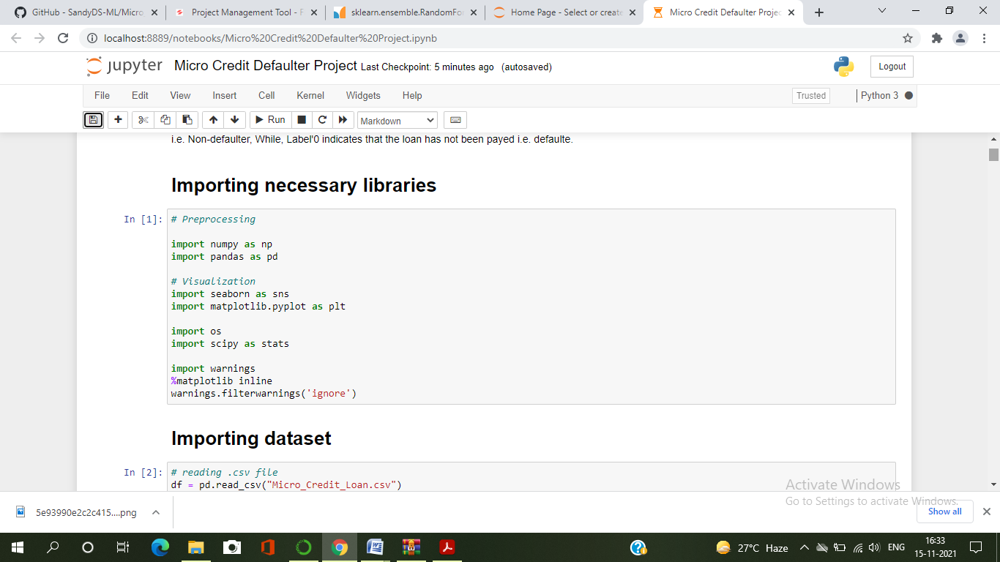 GitHub - SandyDS-ML/Micro
Project Management Tool - F
sklearn.ensemble.RandomFor
Home Page - Select or create
Micro Credit Defaulter Projec
localhost:8889/notebooks/Micro%20Credit%20Defaulter%20Project.ipynb
jupyter Micro Credit Defaulter Project Last Checkpoint: 5 minutes ago (autosaved)
Logout
File Edit View Insert Cell Kernel Widgets Help
Trusted
Python 3
Run
Markdown
i.e. Non-defaulter, While, Label'0 indicates that the loan has not been payed i.e. defaulte.
Importing necessary libraries
In [1]:
# Preprocessing
import numpy as np
import pandas as pd
# Visualization
import seaborn as sns
import matplotlib.pyplot as plt
import os
import scipy as stats
import warnings
%matplotlib inline
warnings.filterwarnings('ignore')
Importing dataset
In [2]:
# reading .csv file
df = pd.read_csv("Micro_Credit_Loan.csv")
Activate Windows
Go to Settings to activate Windows.
5e93990e2c2c415....png
Show all
27°C Haze
ENG
16:33
15-11-2021